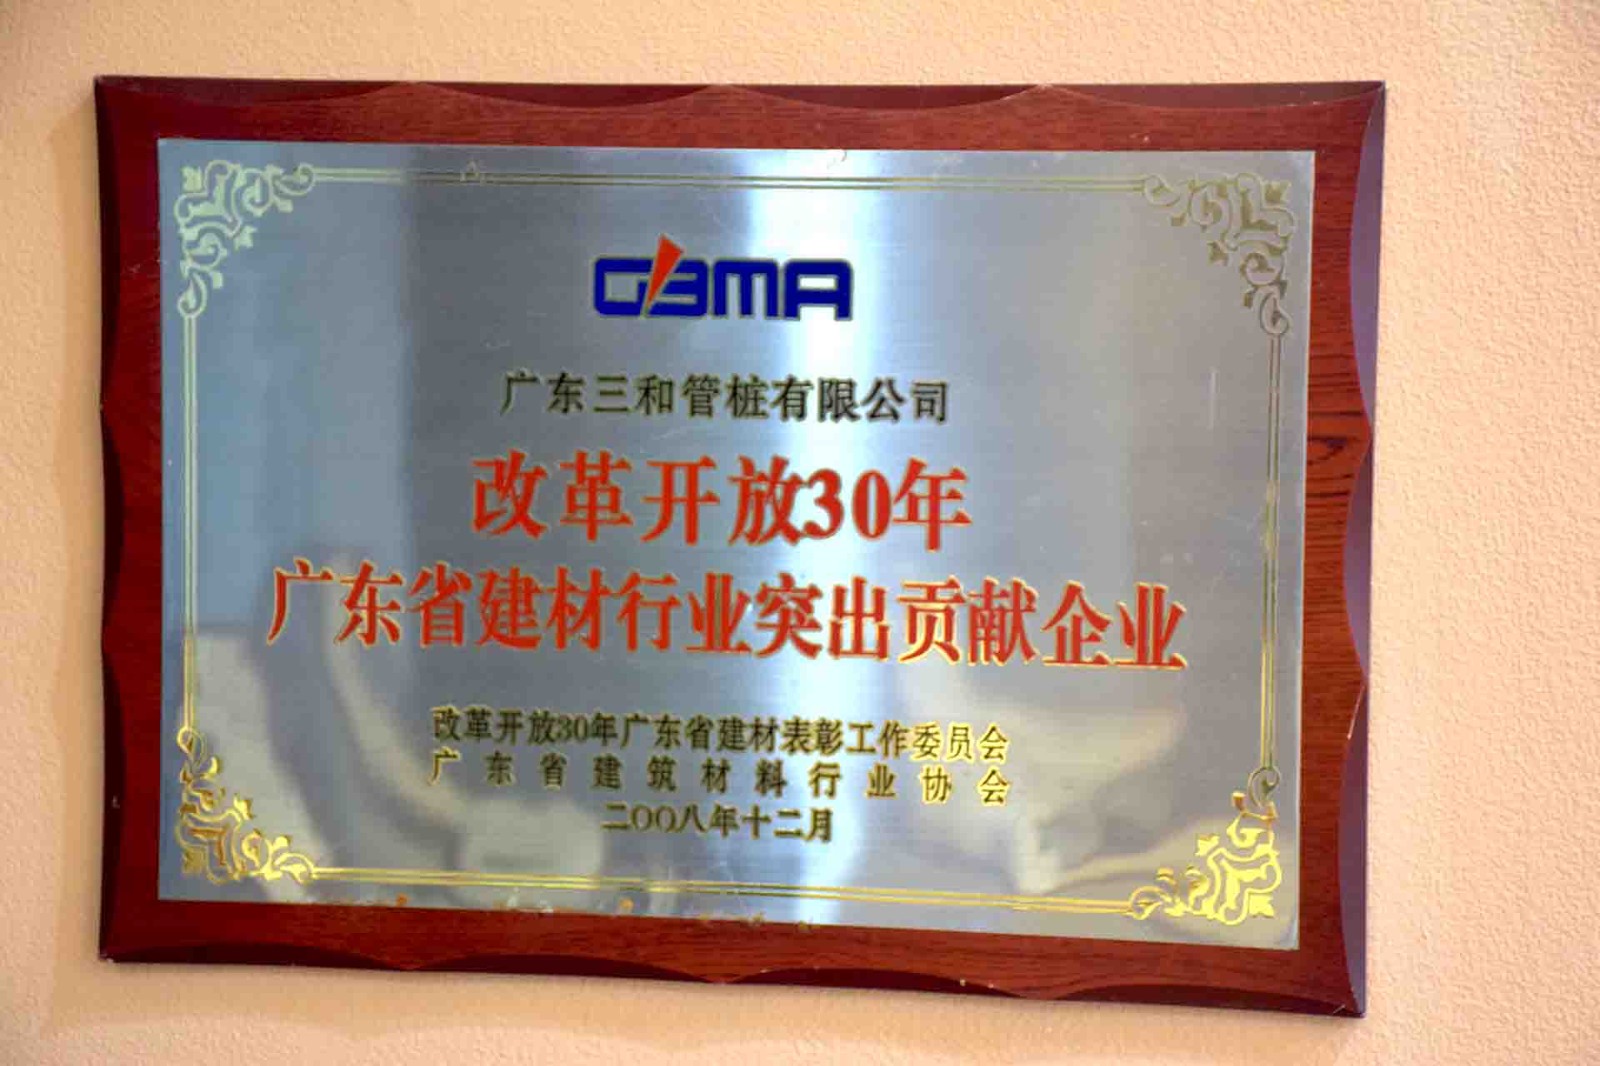 GBMA
广东三和管桩有限公司
改革开放30年
广东省建材行业突出贡献企业
改革开放30年广东省建材表彰工作委员会
广东省建筑材料行业协会
二〇〇八年十二月